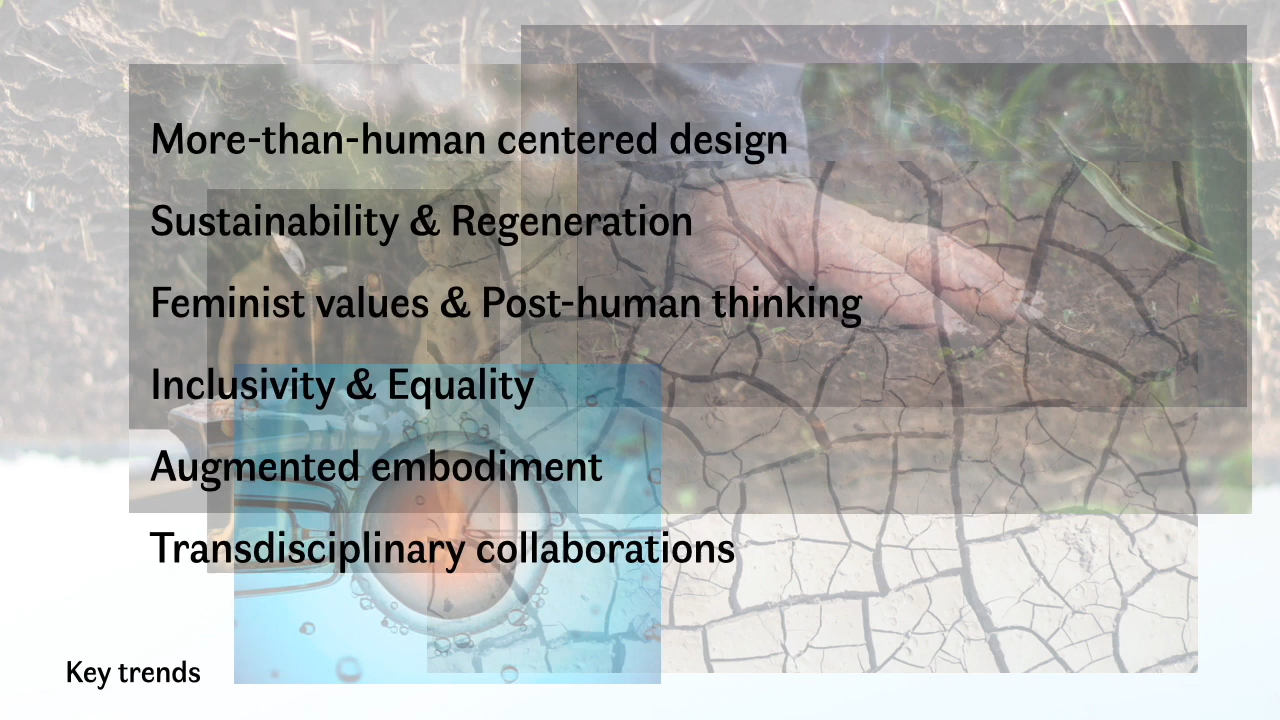 More-than-human centered design
Sustainability & Regeneration
Feminist values & Post-human thinking
Inclusivity & Equality
Augmented embodiment
Transdisciplinary collaborations
Key trends